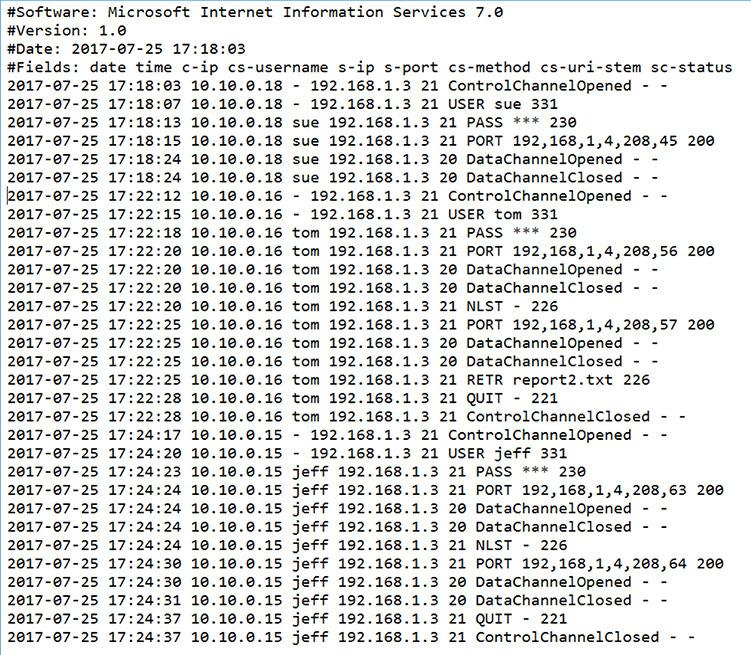 #Software: Microsoft Internet Information Services 7.0
#Version: 1.0
#Date: 2017-07-25 17:18:03
#Fields: date time c-ip cs-username s-ip s-port cs-method cs-uri-stem sc-status
2017-07-25 17:18:03 10.10.0.18 - 192.168.1.3 21 ControlChannelOpened - -
2017-07-25 17:18:07 10.10.0.18 - 192.168.1.3 21 USER sue 331
2017-07-25 17:18:13 10.10.0.18 sue 192.168.1.3 21 PASS *** 230
2017-07-25 17:18:15 10.10.0.18 sue 192.168.1.3 21 PORT 192,168,1,4,208,45 200
2017-07-25 17:18:24 10.10.0.18 sue 192.168.1.3 20 DataChannelOpened - -
2017-07-25 17:18:24 10.10.0.18 sue 192.168.1.3 20 DataChannelClosed - -
2017-07-25 17:22:12 10.10.0.16 - 192.168.1.3 21 ControlChannelOpened - -
2017-07-25 17:22:15 10.10.0.16 - 192.168.1.3 21 USER tom 331
2017-07-25 17:22:18 10.10.0.16 tom 192.168.1.3 21 PASS *** 230
2017-07-25 17:22:20 10.10.0.16 tom 192.168.1.3 21 PORT 192,168,1,4,208,56 200
2017-07-25 17:22:20 10.10.0.16 tom 192.168.1.3 20 DataChannelOpened - -
2017-07-25 17:22:20 10.10.0.16 tom 192.168.1.3 20 DataChannelClosed - -
2017-07-25 17:22:20 10.10.0.16 tom 192.168.1.3 21 NLST - 226
2017-07-25 17:22:25 10.10.0.16 tom 192.168.1.3 21 PORT 192,168,1,4,208,57 200
2017-07-25 17:22:25 10.10.0.16 tom 192.168.1.3 20 DataChannelOpened - -
2017-07-25 17:22:25 10.10.0.16 tom 192.168.1.3 20 DataChannelClosed - -
2017-07-25 17:22:25 10.10.0.16 tom 192.168.1.3 21 RETR report2.txt 226
2017-07-25 17:22:28 10.10.0.16 tom 192.168.1.3 21 QUIT - 221
2017-07-25 17:22:28 10.10.0.16 tom 192.168.1.3 21 ControlChannelClosed - -
2017-07-25 17:24:17 10.10.0.15 - 192.168.1.3 21 ControlChannelOpened - -
2017-07-25 17:24:20 10.10.0.15 - 192.168.1.3 21 USER jeff 331
2017-07-25 17:24:23 10.10.0.15 jeff 192.168.1.3 21 PASS *** 230
2017-07-25 17:24:24 10.10.0.15 jeff 192.168.1.3 21 PORT 192,168,1,4,208,63 200
2017-07-25 17:24:24 10.10.0.15 jeff 192.168.1.3 20 DataChannelOpened - -
2017-07-25 17:24:24 10.10.0.15 jeff 192.168.1.3 20 DataChannelClosed - -
2017-07-25 17:24:24 10.10.0.15 jeff 192.168.1.3 21 NLST - 226
2017-07-25 17:24:30 10.10.0.15 jeff 192.168.1.3 21 PORT 192,168,1,4,208,64 200
2017-07-25 17:24:30 10.10.0.15 jeff 192.168.1.3 20 DataChannelOpened - -
2017-07-25 17:24:31 10.10.0.15 jeff 192.168.1.3 20 DataChannelClosed - -
2017-07-25 17:24:37 10.10.0.15 jeff 192.168.1.3 21 QUIT - 221
2017-07-25 17:24:37 10.10.0.15 jeff 192.168.1.3 21 ControlChannelClosed - -